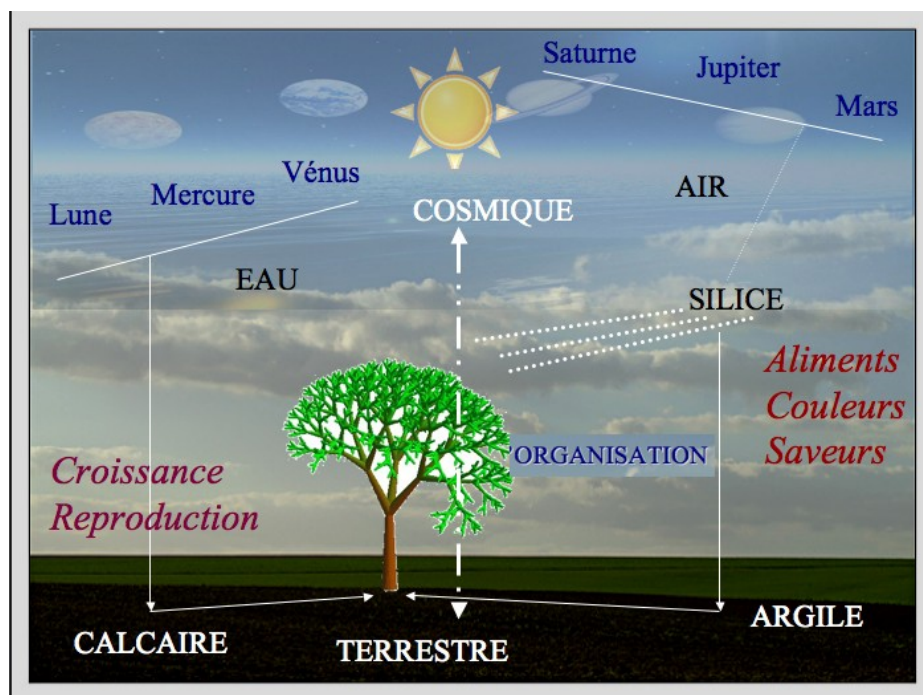 Saturne
Jupiter
Mars
Vénus
Mercure
Lune
AIR
COSMIQUE
EAU
SILICE
Aliments
Couleurs
Saveurs
ORGANISATION
Croissance
Reproduction
ARGILE
CALCAIRE
TERRESTRE